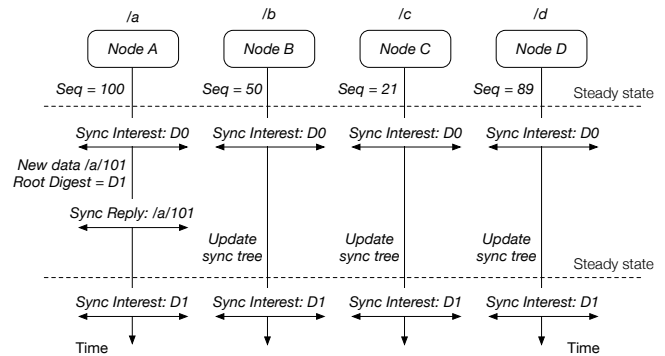 /a /b /c /d
Node A Node B Node C Node D
Seq = 100 Seq = 50 Seq = 21 Seq = 89
Steady state
Sync Interest: D0 Sync Interest: D0 Sync Interest: D0 Sync Interest: D0
New data /a/101
Root Digest = D1
Sync Reply: /a/101
Update Update Update
sync tree sync tree sync tree
Steady state
Sync Interest: D1 Sync Interest: D1 Sync Interest: D1 Sync Interest: D1
Time Time